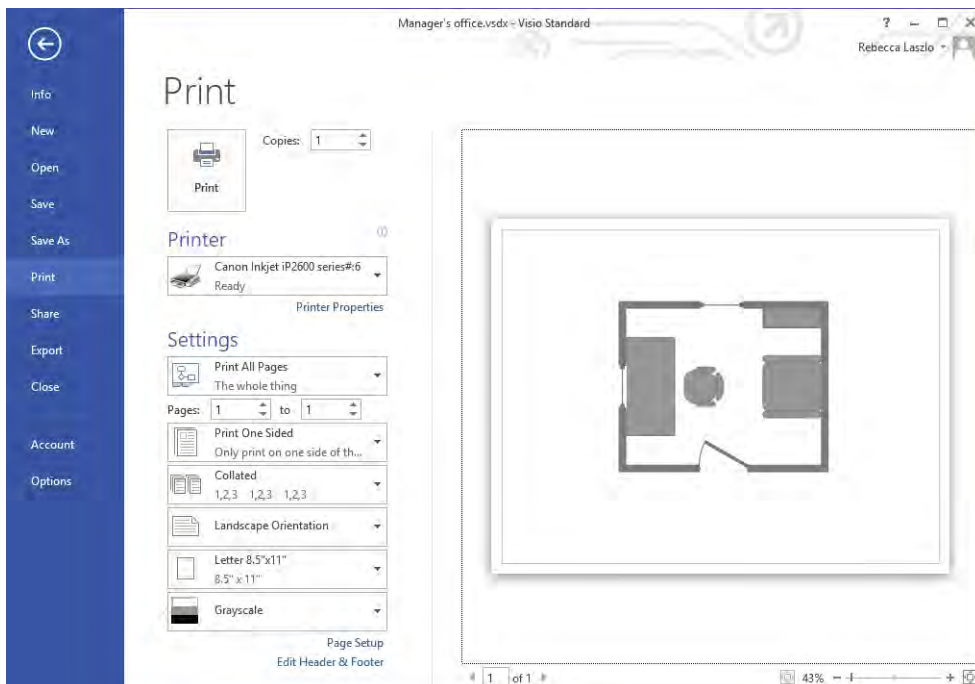 Manager's office.vsdx - Visio Standard
?
Rebecca Laszlo
Info
New
Open
Save
Save As
Print
Share
Export
Close
Account
Options
Print
Print
Copies: 1
Printer
Canon Inkjet iP2600 series#:6
Ready
Printer Properties
Settings
Print All Pages
The whole thing
Pages: 1 to 1
Print One Sided
Only print on one side of th...
Collated
1,2,3 1,2,3 1,2,3
Landscape Orientation
Letter 8.5"x11"
8.5" x 11"
Grayscale
Page Setup
Edit Header & Footer
1 of 1
43%